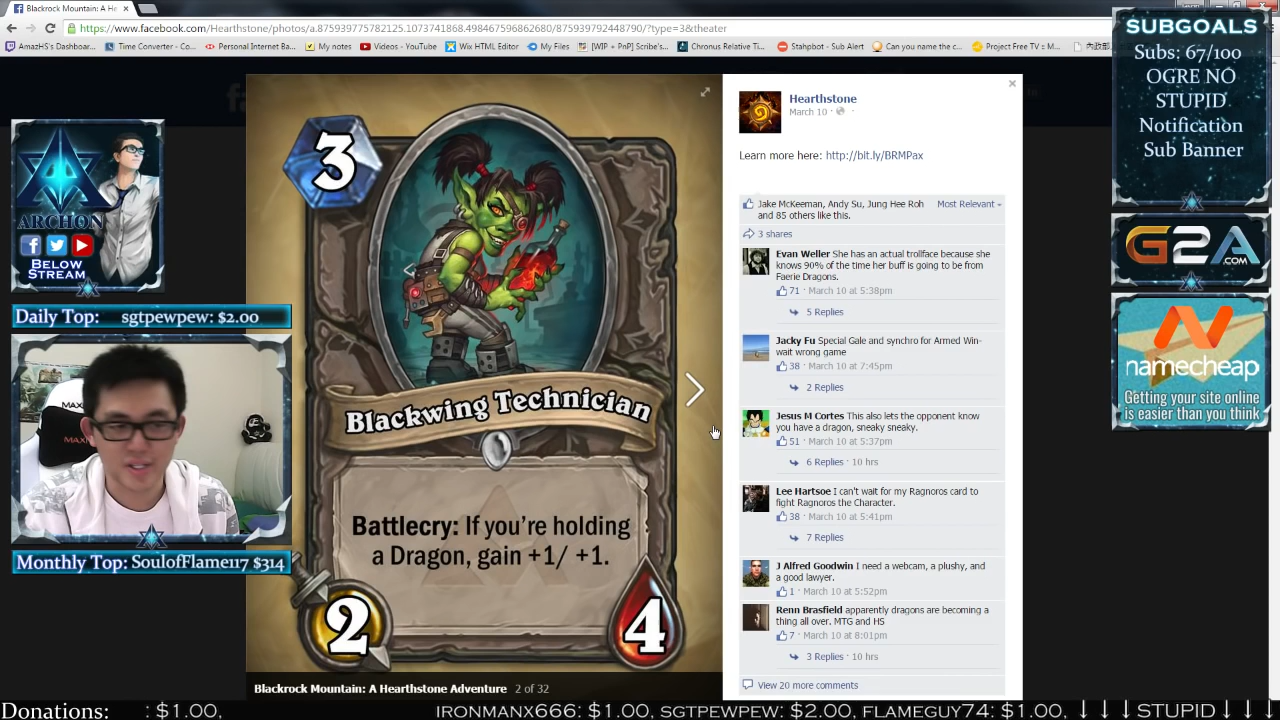 Blackrock Mountain: A He
https://www.facebook.com/Hearthstone/photos/a.875939775782125.1073741868.498467596862680/875939792448790/?type=3&theater
AmazHS's Dashboard... Time Converter - Co... Personal Internet Ba... My notes Videos - YouTube Wix HTML Editor My Files [WIP + PnP] Scribe's... Chronus Relative Ti... Stahpbot - Sub Alert Can you name the c... Project Free TV :: M...
SUBGOALS
Subs: 67/100
OGRE NO
STUPID
Notification
Sub Banner
ARCHON
BELOW
STREAM
Daily Top: sgtpewpew: $2.00
MAX
Monthly Top: SoulofFlame117 $314
3
Blackwing Technician
Battlecry: If you're holding
a Dragon, gain +1/ +1.
2
4
Blackrock Mountain: A Hearthstone Adventure 2 of 32
Hearthstone
March 10 ·
Learn more here: http://bit.ly/BRMPax
Jake McKeeman, Andy Su, Jung Hee Roh
and 85 others like this.
Most Relevant
3 shares
Evan Weller She has an actual trollface because she
knows 90% of the time her buff is going to be from
Faerie Dragons.
71 · March 10 at 5:38pm
5 Replies
Jacky Fu Special Gale and synchro for Armed Win-
wait wrong game
38 · March 10 at 7:45pm
2 Replies
Jesus M Cortes This also lets the opponent know
you have a dragon, sneaky sneaky.
51 · March 10 at 5:37pm
6 Replies · 10 hrs
Lee Hartsoe I can't wait for my Ragnoros card to
fight Ragnoros the Character.
38 · March 10 at 5:41pm
7 Replies
J Alfred Goodwin I need a webcam, a plushy, and
a good lawyer.
1 · March 10 at 5:52pm
Renn Brasfield apparently dragons are becoming a
thing all over. MTG and HS
7 · March 10 at 8:01pm
3 Replies · 10 hrs
View 20 more comments
G2A.COM
namecheap
Getting your site online
is easier than you think
Donations: : $1.00, IRONMANX666: $1.00, SGTPEWPEW: $2.00, FLAMEGUY74: $1.00, ↓ ↓ ↓ STUPID ↓ ↓ ↓